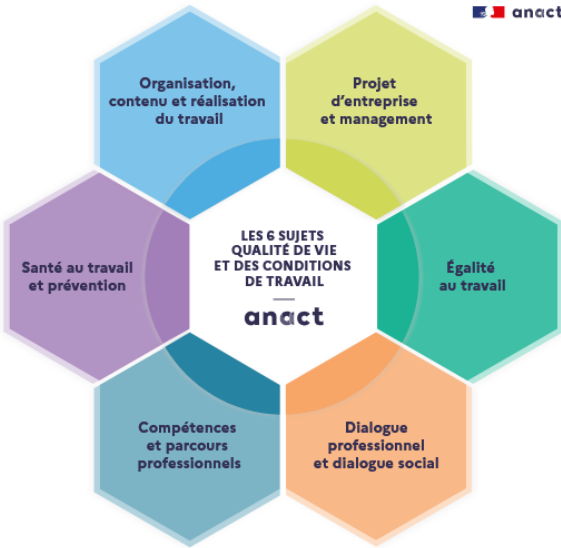 anact
Organisation,
contenu et réalisation
du travail
Projet
d'entreprise
et management
LES 6 SUJETS
QUALITÉ DE VIE
ET DES CONDITIONS
DE TRAVAIL
anact
Santé au travail
et prévention
Égalité
au travail
Compétences
et parcours
professionnels
Dialogue
professionnel
et dialogue social